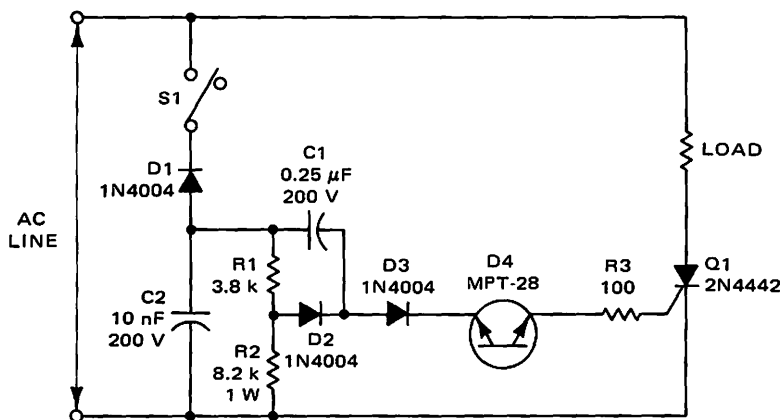 S1
D1
1N4004
C1
0.25 μF
200 V
LOAD
AC
LINE
C2
10 nF
200 V
R1
3.8 k
D3
1N4004
D4
MPT-28
R3
100
Q1
2N4442
D2
1N4004
R2
8.2 k
1 W